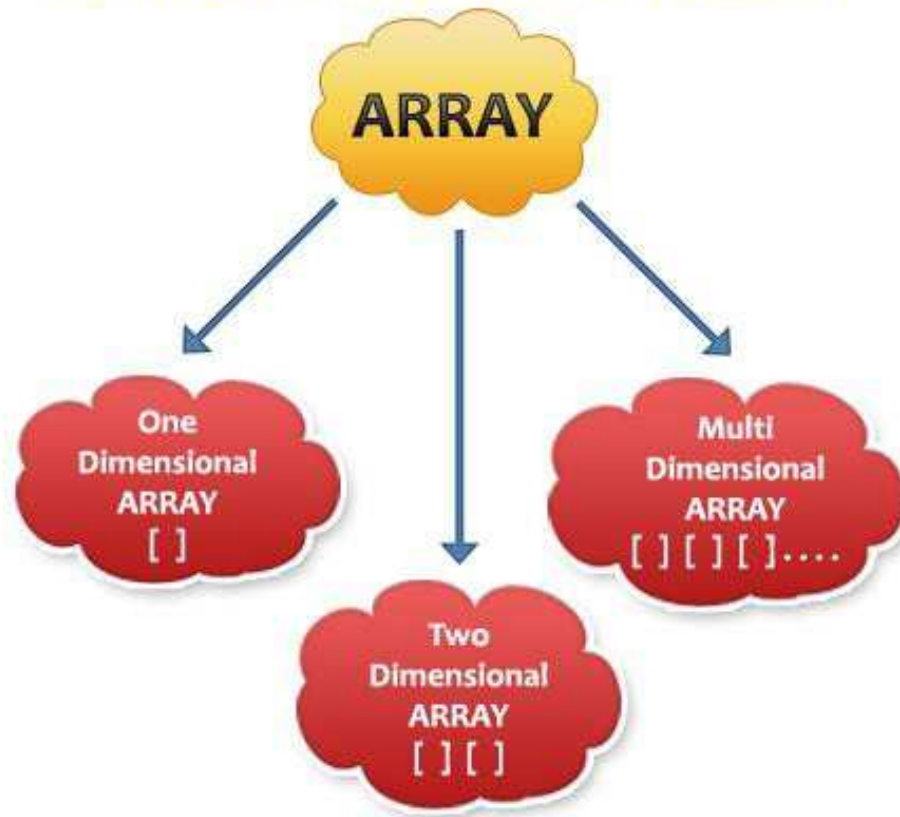 ARRAY
One
Dimensional
ARRAY
[ ]
Two
Dimensional
ARRAY
[ ] [ ]
Multi
Dimensional
ARRAY
[ ] [ ] [ ]....